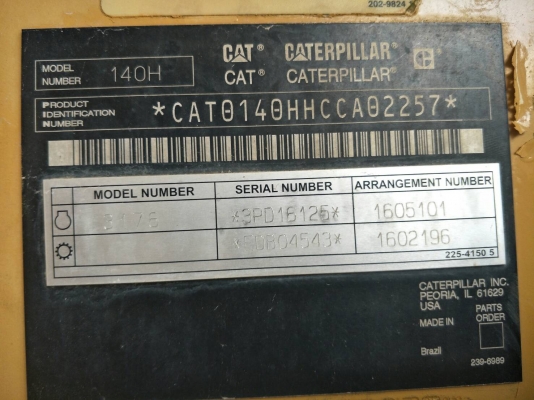 202-9824
MODEL NUMBER 140H
CAT® CATERPILLAR®
CAT® CATERPILLAR®
PRODUCT IDENTIFICATION NUMBER *CAT0140HHCCA02257*
MODEL NUMBER SERIAL NUMBER ARRANGEMENT NUMBER
*3PD16125* 1605101
1602196
225-4150 5
CATERPILLAR INC.
PEORIA, IL 61629
USA
MADE IN PARTS ORDER
Brazil
239-6989